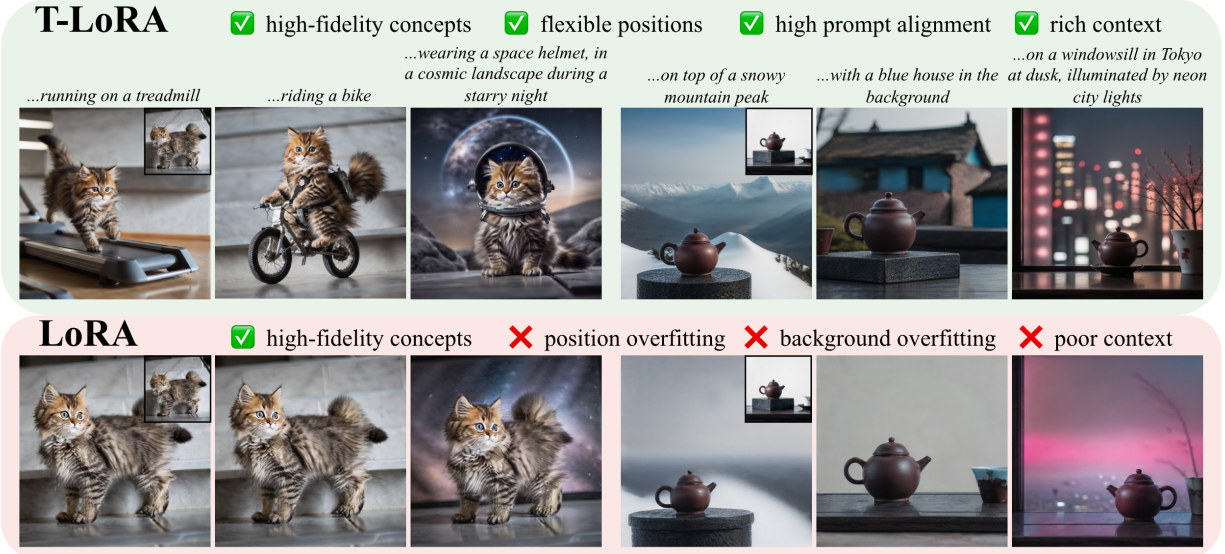 T-LoRA
✅ high-fidelity concepts ✅ flexible positions ✅ high prompt alignment ✅ rich context
...running on a treadmill
...riding a bike
...wearing a space helmet, in
a cosmic landscape during a
starry night
...on top of a snowy
mountain peak
...with a blue house in the
background
...on a windowsill in Tokyo
at dusk, illuminated by neon
city lights
LoRA
✅ high-fidelity concepts ❌ position overfitting ❌ background overfitting ❌ poor context